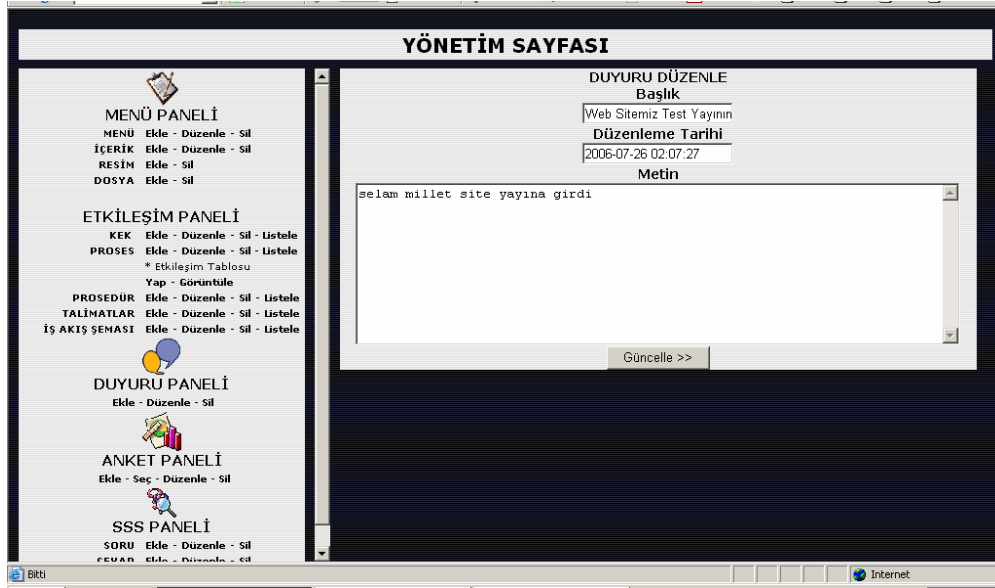 YÖNETİM SAYFASI
MENÜ PANELİ
MENÜ Ekle - Düzenle - Sil
İÇERİK Ekle - Düzenle - Sil
RESİM Ekle - Sil
DOSYA Ekle - Sil
ETKİLEŞİM PANELİ
KEK Ekle - Düzenle - Sil - Listele
PROSES Ekle - Düzenle - Sil - Listele
* Etkileşim Tablosu
Yap - Görüntüle
PROSEDÜR Ekle - Düzenle - Sil - Listele
TALİMATLAR Ekle - Düzenle - Sil - Listele
İŞ AKIŞ ŞEMASI Ekle - Düzenle - Sil - Listele
DUYURU PANELİ
Ekle - Düzenle - Sil
ANKET PANELİ
Ekle - Seç - Düzenle - Sil
SSS PANELİ
SORU Ekle - Düzenle - Sil
CEVAP Ekle - Düzenle - Sil
DUYURU DÜZENLE
Başlık
Web Sitemiz Test Yayının
Düzenleme Tarihi
2006-07-26 02:07:27
Metin
selam millet site yayına girdi
Güncelle >>
Bitti
Internet